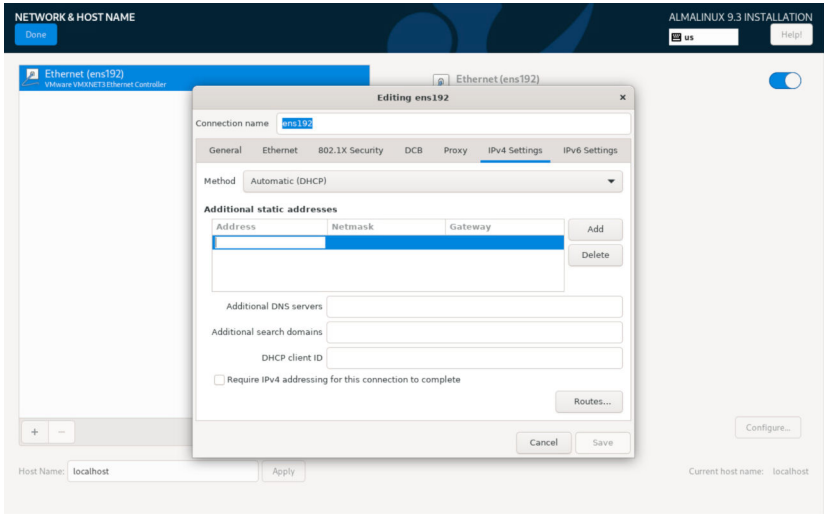 NETWORK & HOST NAME
ALMALINUX 9.3 INSTALLATION
Done
us
Help!
Ethernet (ens192)
VMware VMXNET3 Ethernet Controller
Ethernet (ens192)
Editing ens192
Connection name ens192
General Ethernet 802.1X Security DCB Proxy IPv4 Settings IPv6 Settings
Method Automatic (DHCP)
Additional static addresses
Address Netmask Gateway
Add
Delete
Additional DNS servers
Additional search domains
DHCP client ID
Require IPv4 addressing for this connection to complete
Routes...
Cancel Save
Configure...
Host Name: localhost Apply
Current host name: localhost